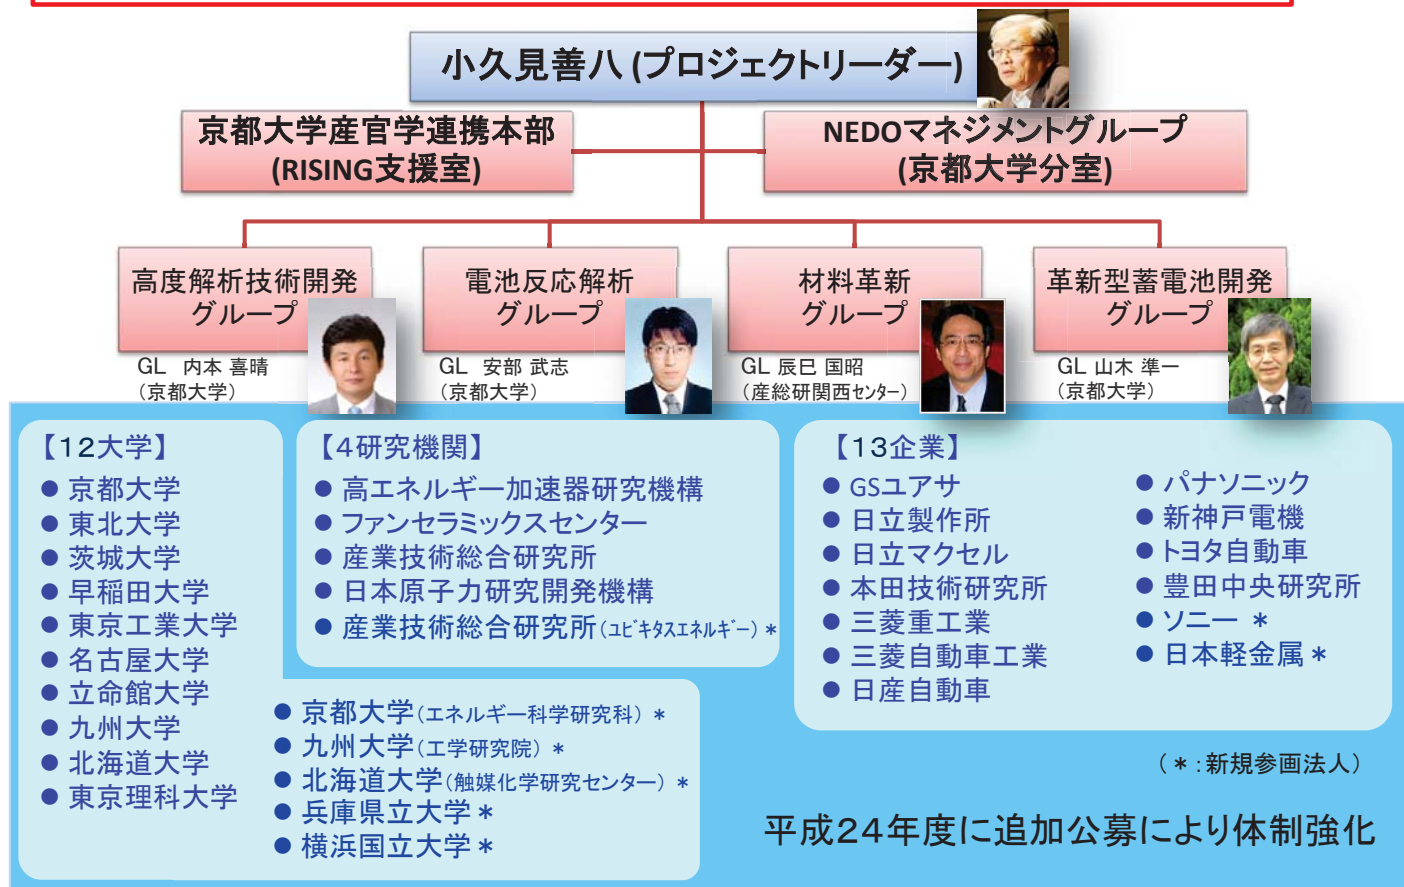 小久見善八 (プロジェクトリーダー)
京都大学産官学連携本部
(RISING支援室)
NEDOマネジメントグループ
(京都大学分室)
高度解析技術開発
グループ
GL 内本 喜晴
(京都大学)
電池反応解析
グループ
GL 安部 武志
(京都大学)
材料革新
グループ
GL 辰巳 国昭
(産総研関西センター)
革新型蓄電池開発
グループ
GL 山木 準一
(京都大学)
【12大学】
● 京都大学
● 東北大学
● 茨城大学
● 早稲田大学
● 東京工業大学
● 名古屋大学
● 立命館大学
● 九州大学
● 北海道大学
● 東京理科大学
● 京都大学(エネルギー科学研究科) *
● 九州大学(工学研究院) *
● 北海道大学(触媒化学研究センター) *
● 兵庫県立大学 *
● 横浜国立大学 *
【4研究機関】
● 高エネルギー加速器研究機構
● ファンセラミックスセンター
● 産業技術総合研究所
● 日本原子力研究開発機構
● 産業技術総合研究所(ユビキタスエネルギー) *
【13企業】
● GSユアサ
● 日立製作所
● 日立マクセル
● 本田技術研究所
● 三菱重工業
● 三菱自動車工業
● 日産自動車
● パナソニック
● 新神戸電機
● トヨタ自動車
● 豊田中央研究所
● ソニー *
● 日本軽金属 *
(*:新規参画法人)
平成24年度に追加公募により体制強化